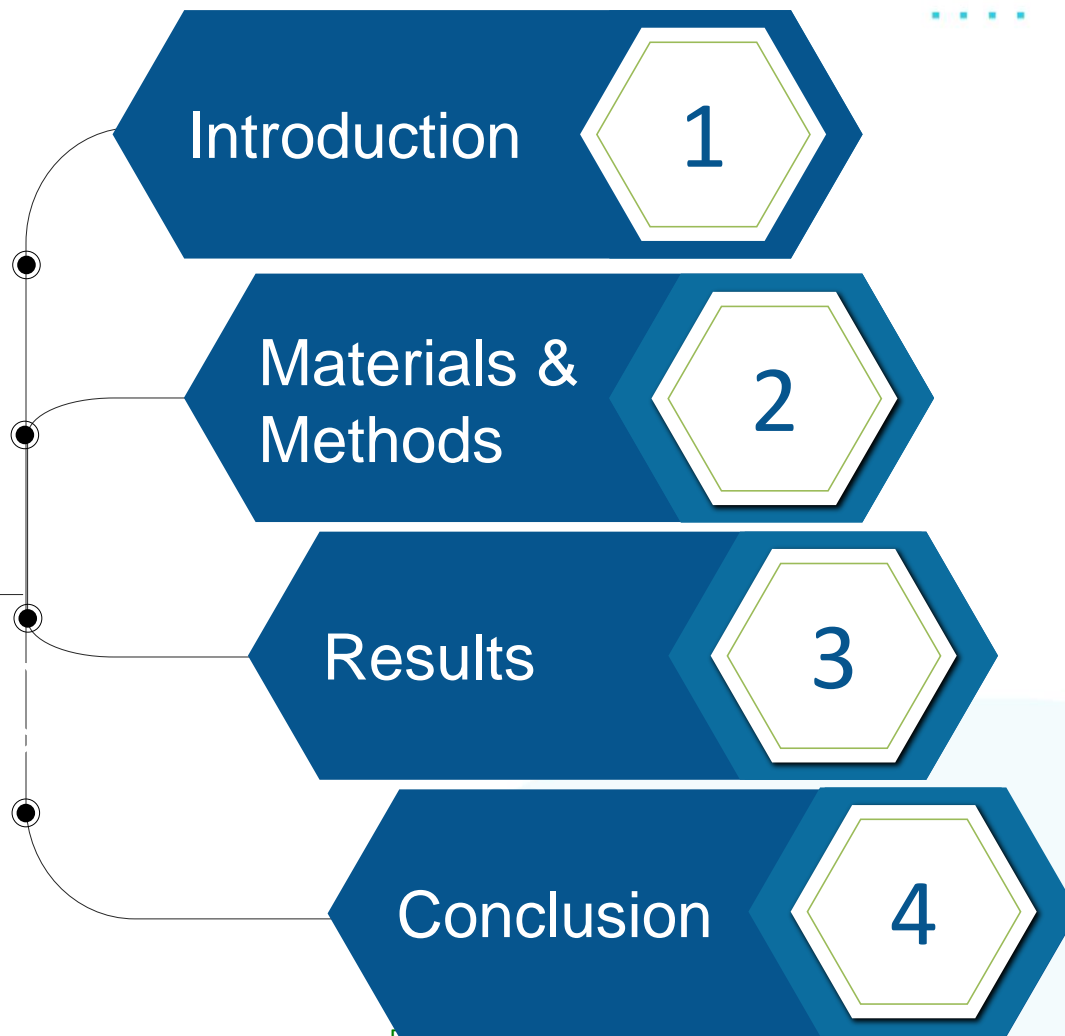 Introduction
1
Materials &
Methods
2
Results
3
Conclusion
4